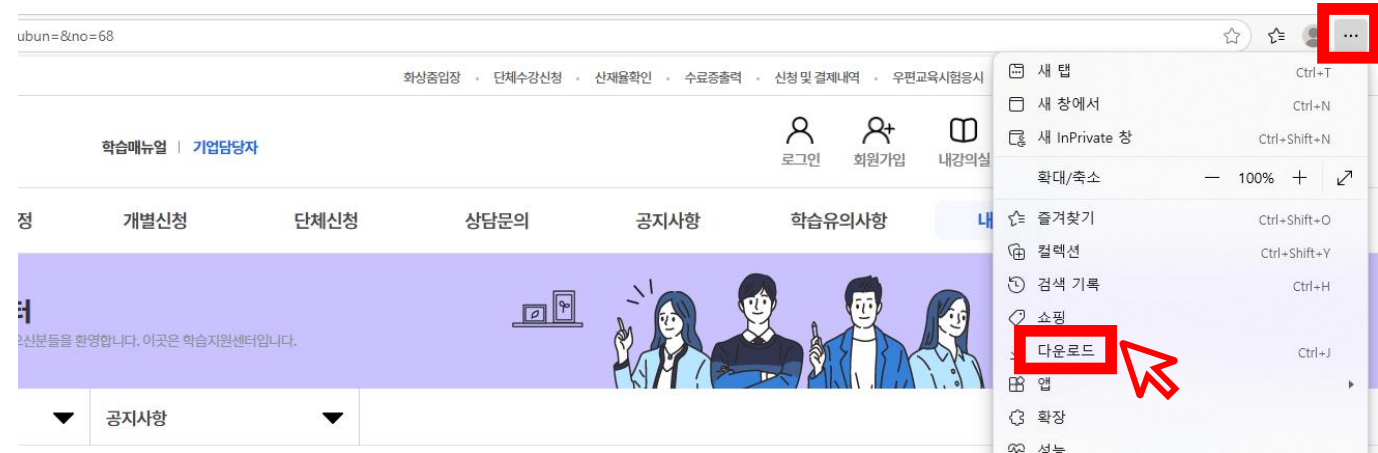 ubun=&no=68
화상줌입장 · 단체수강신청 · 산재율확인 · 수료증출력 · 신청 및 결제내역 · 우편교육시험응시
학습매뉴얼 | 기업담당자
로그인 회원가입 내강의실
정 개별신청 단체신청 상담문의 공지사항 학습유의사항 내
터
영합니다. 이곳은 학습지원센터입니다.
공지사항
새 탭 Ctrl+T
새 창에서 Ctrl+N
새 InPrivate 창 Ctrl+Shift+N
확대/축소 — 100% +
즐겨찾기 Ctrl+Shift+O
컬렉션 Ctrl+Shift+Y
검색 기록 Ctrl+H
쇼핑
다운로드 Ctrl+J
앱
확장
성능